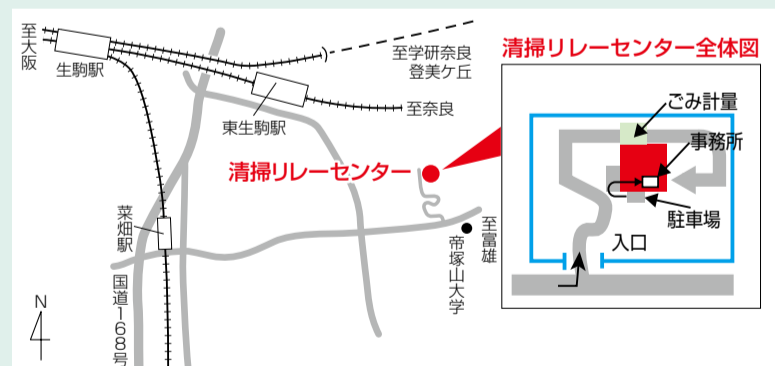 至大阪
生駒駅
至学研奈良
登美ケ丘
東生駒駅
至奈良
清掃リレーセンター
菜畑駅
国道168号
至富雄
帝塚山大学
N
清掃リレーセンター全体図
ごみ計量
事務所
駐車場
入口